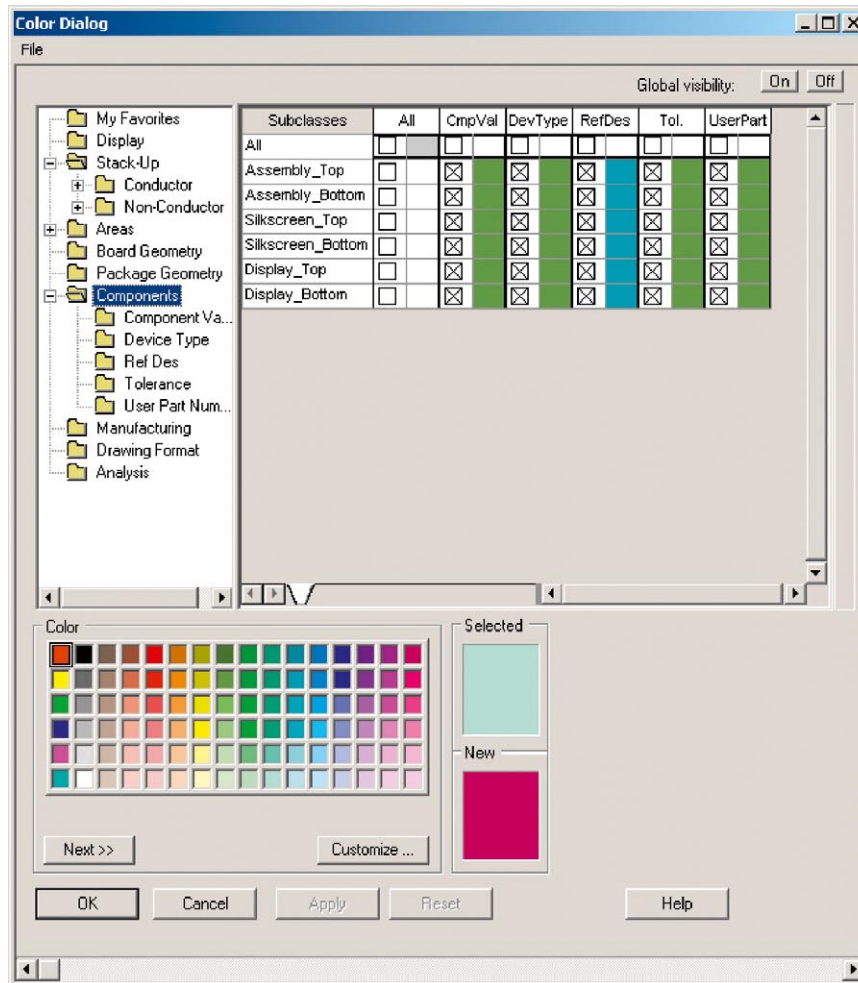 Color Dialog
File
Global visibility: On Off
My Favorites
Display
Stack-Up
Conductor
Non-Conductor
Areas
Board Geometry
Package Geometry
Components
Component Va...
Device Type
Ref Des
Tolerance
User Part Num...
Manufacturing
Drawing Format
Analysis
Subclasses All CmpVal DevType RefDes Tol. UserPart
All
Assembly_Top
Assembly_Bottom
Silkscreen_Top
Silkscreen_Bottom
Display_Top
Display_Bottom
Color
Next >>
Customize ...
Selected
New
OK Cancel Apply Reset Help